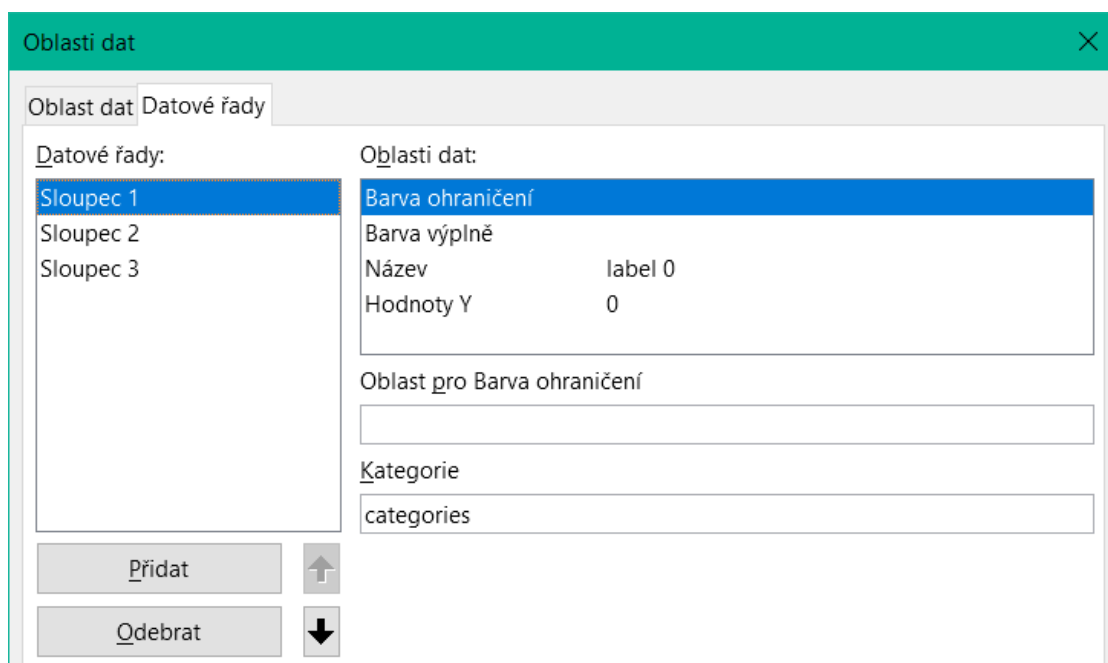 Oblasti dat
Oblast dat Datové řady
Datové řady:
Sloupec 1
Sloupec 2
Sloupec 3
Přidat
Odebrat
Oblasti dat:
Barva ohraničení
Barva výplně
Název label 0
Hodnoty Y 0
Oblast pro Barva ohraničení
Kategorie
categories